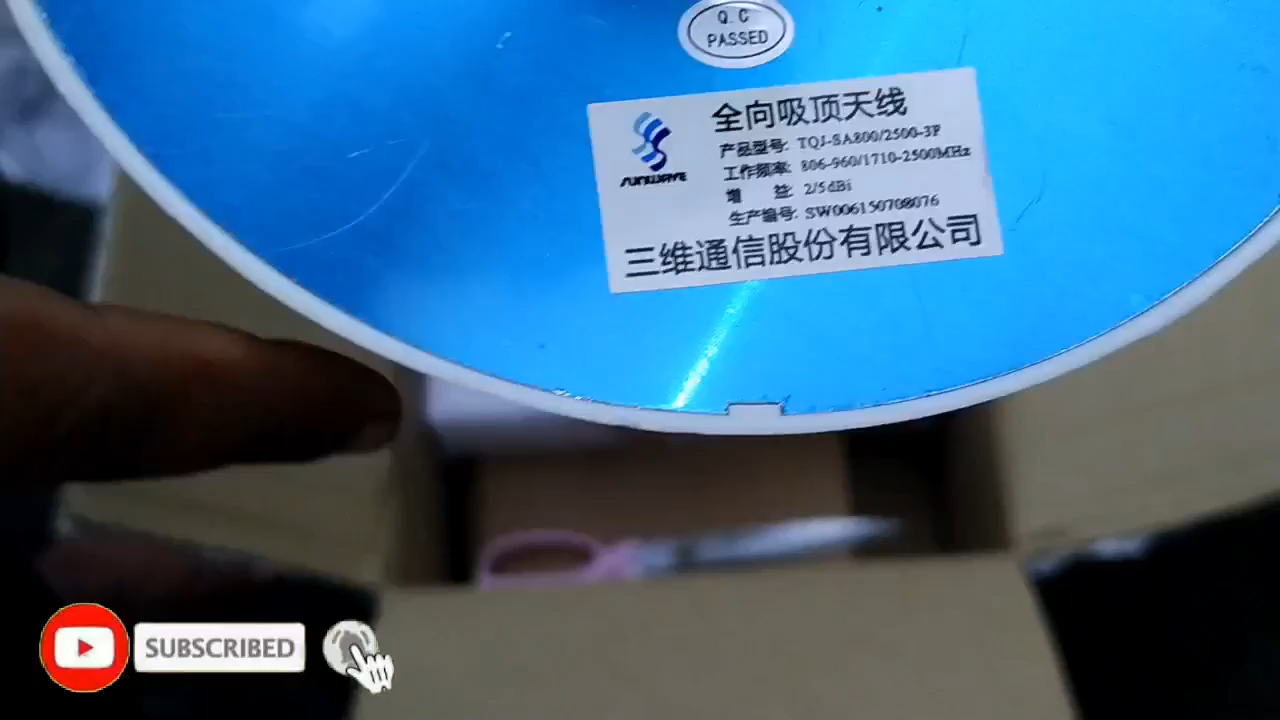 Q.C
PASSED
全向吸顶天线
产品型号: TQJ-SA800/2500-3F
工作频率: 806-960/1710-2500MHz
增 益: 2/5dBi
生产编号: SW006150708076
SUNWAVE
三维通信股份有限公司
SUBSCRIBED